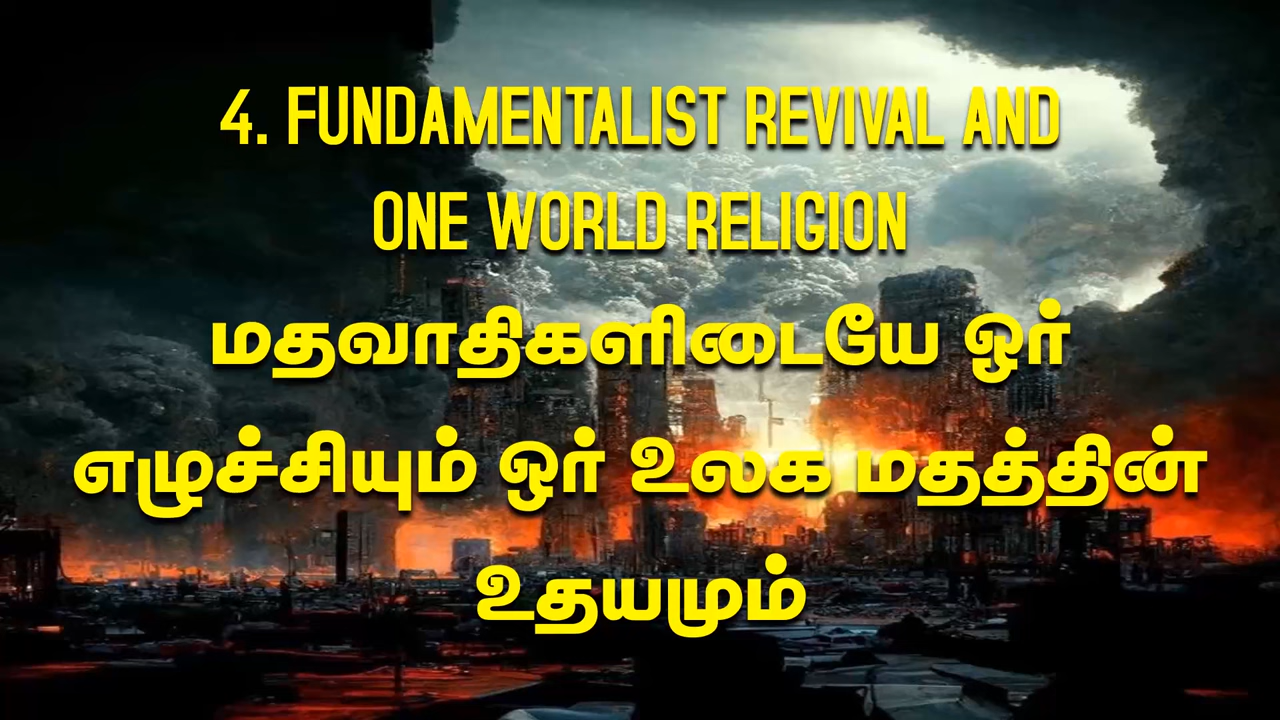 4. FUNDAMENTALIST REVIVAL AND
ONE WORLD RELIGION
மதவாதிகளிடையே ஓர்
எழுச்சியும் ஓர் உலக மதத்தின்
உதயமும்